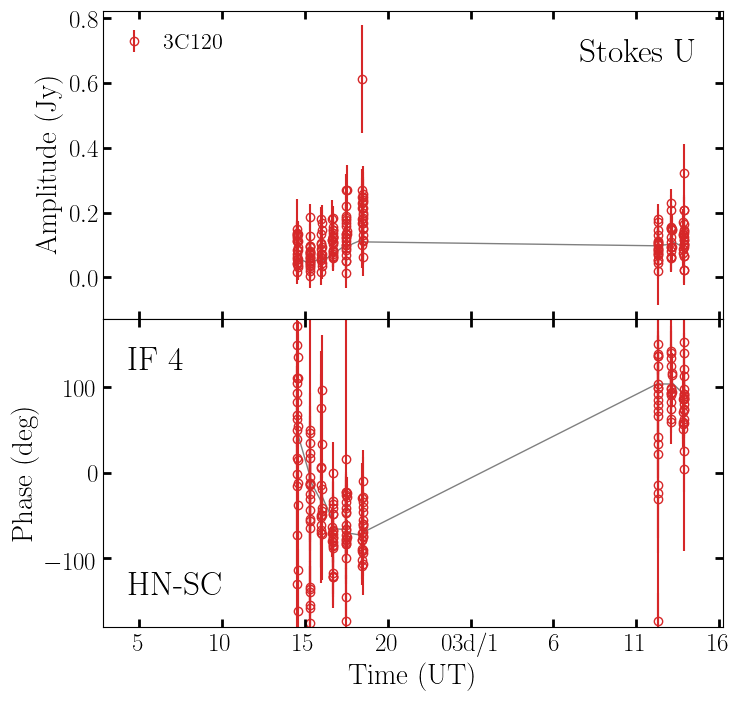 0.8
3C120
Stokes U
0.6
0.4
0.2
0.0
Amplitude (Jy)
IF 4
100
0
−100
Phase (deg)
HN-SC
5 10 15 20 03d/1 6 11 16
Time (UT)